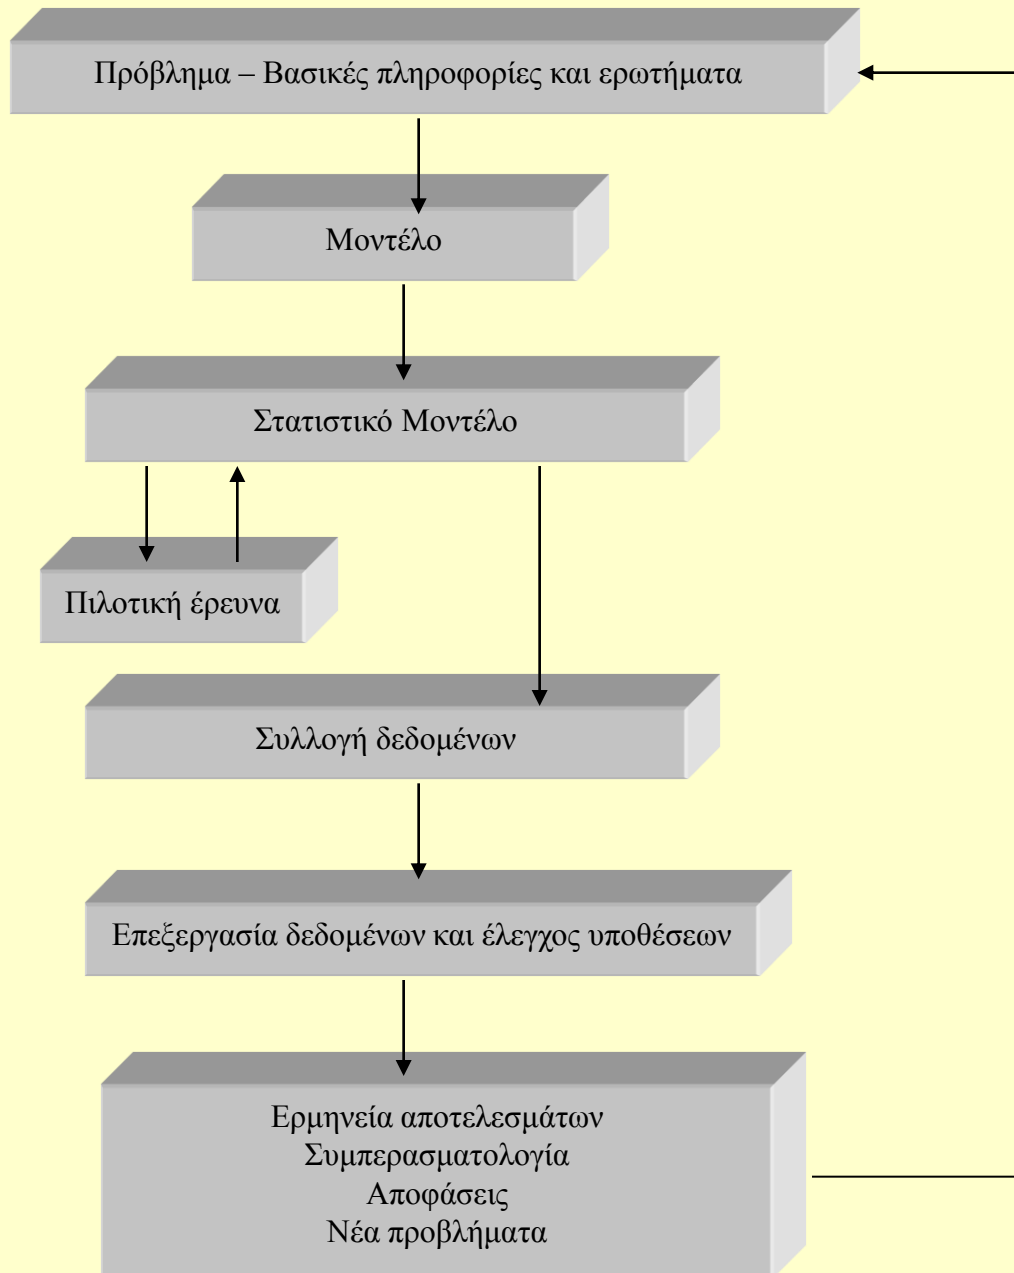 Πρόβλημα – Βασικές πληροφορίες και ερωτήματα
Μοντέλο
Στατιστικό Μοντέλο
Πιλοτική έρευνα
Συλλογή δεδομένων
Επεξεργασία δεδομένων και έλεγχος υποθέσεων
Ερμηνεία αποτελεσμάτων
Συμπερασματολογία
Αποφάσεις
Νέα προβλήματα